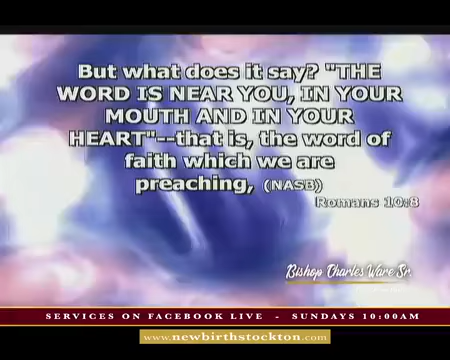 But what does it say? "THE
WORD IS NEAR YOU, IN YOUR
MOUTH AND IN YOUR
HEART"--that is, the word of
faith which we are
preaching, (NASB)
Romans 10:8
Bishop Charles Ware Sr.
SERVICES ON FACEBOOK LIVE - SUNDAYS 10:00AM
www.newbirthstockton.com